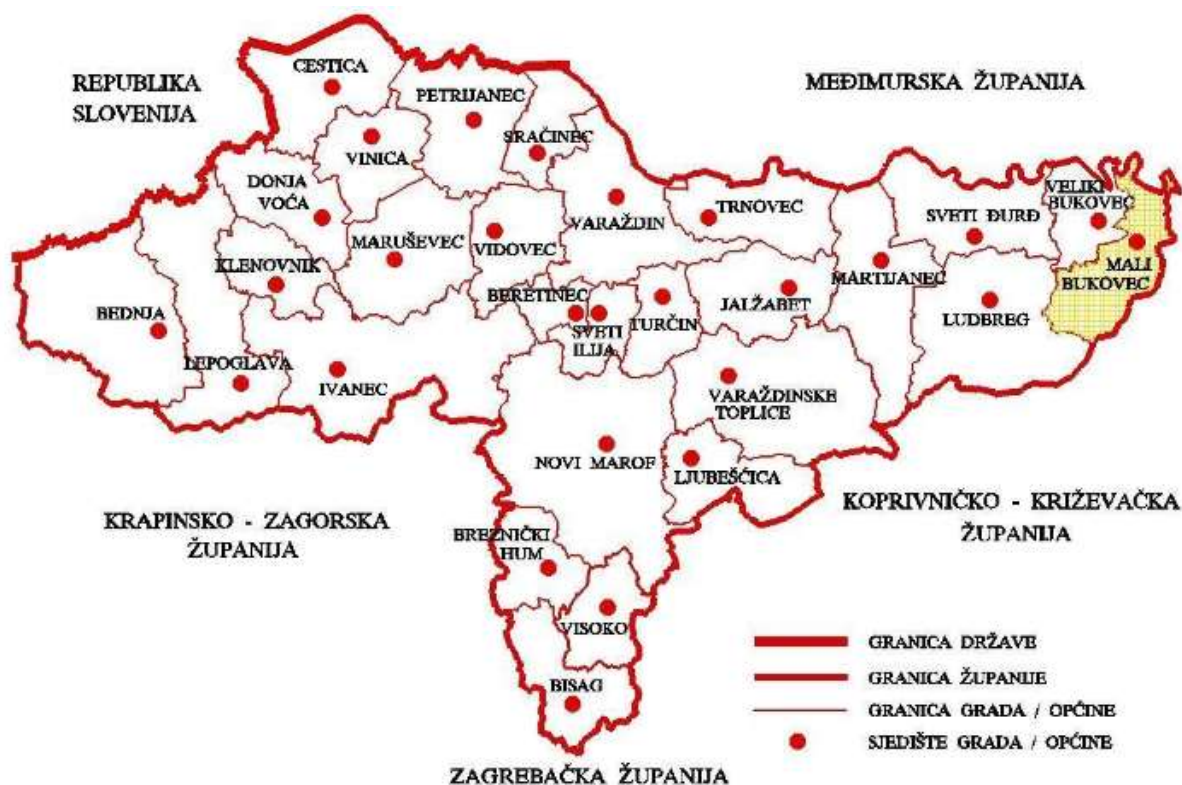 REPUBLIKA
SLOVENIJA
MEĐIMURSKA ŽUPANIJA
CESTICA
PETRIJANEC
SRAČINEC
VINICA
DONJA
VOĆA
VARAŽDIN
TRNOVEC
VELIKI
BUKOVEC
SVETI ĐURĐ
MARUŠEVEC
VIDOVEC
KLENOVNIK
MARTIJANEC
MALI
BUKOVEC
BERETINEC
JALŽABET
BEDNJA
SVETI
ILIJA
TURČIN
LUDBREG
LEPOGLAVA
IVANEC
VARAŽDINSKE
TOPLICE
NOVI MAROF
LJUBEŠĆICA
KRAPINSKO - ZAGORSKA
ŽUPANIJA
KOPRIVNIČKO - KRIŽEVAČKA
ŽUPANIJA
BREZNIČKI
HUM
VISOKO
BISAG
GRANICA DRŽAVE
GRANICA ŽUPANIJE
GRANICA GRADA / OPĆINE
SJEDIŠTE GRADA / OPĆINE
ZAGREBAČKA ŽUPANIJA